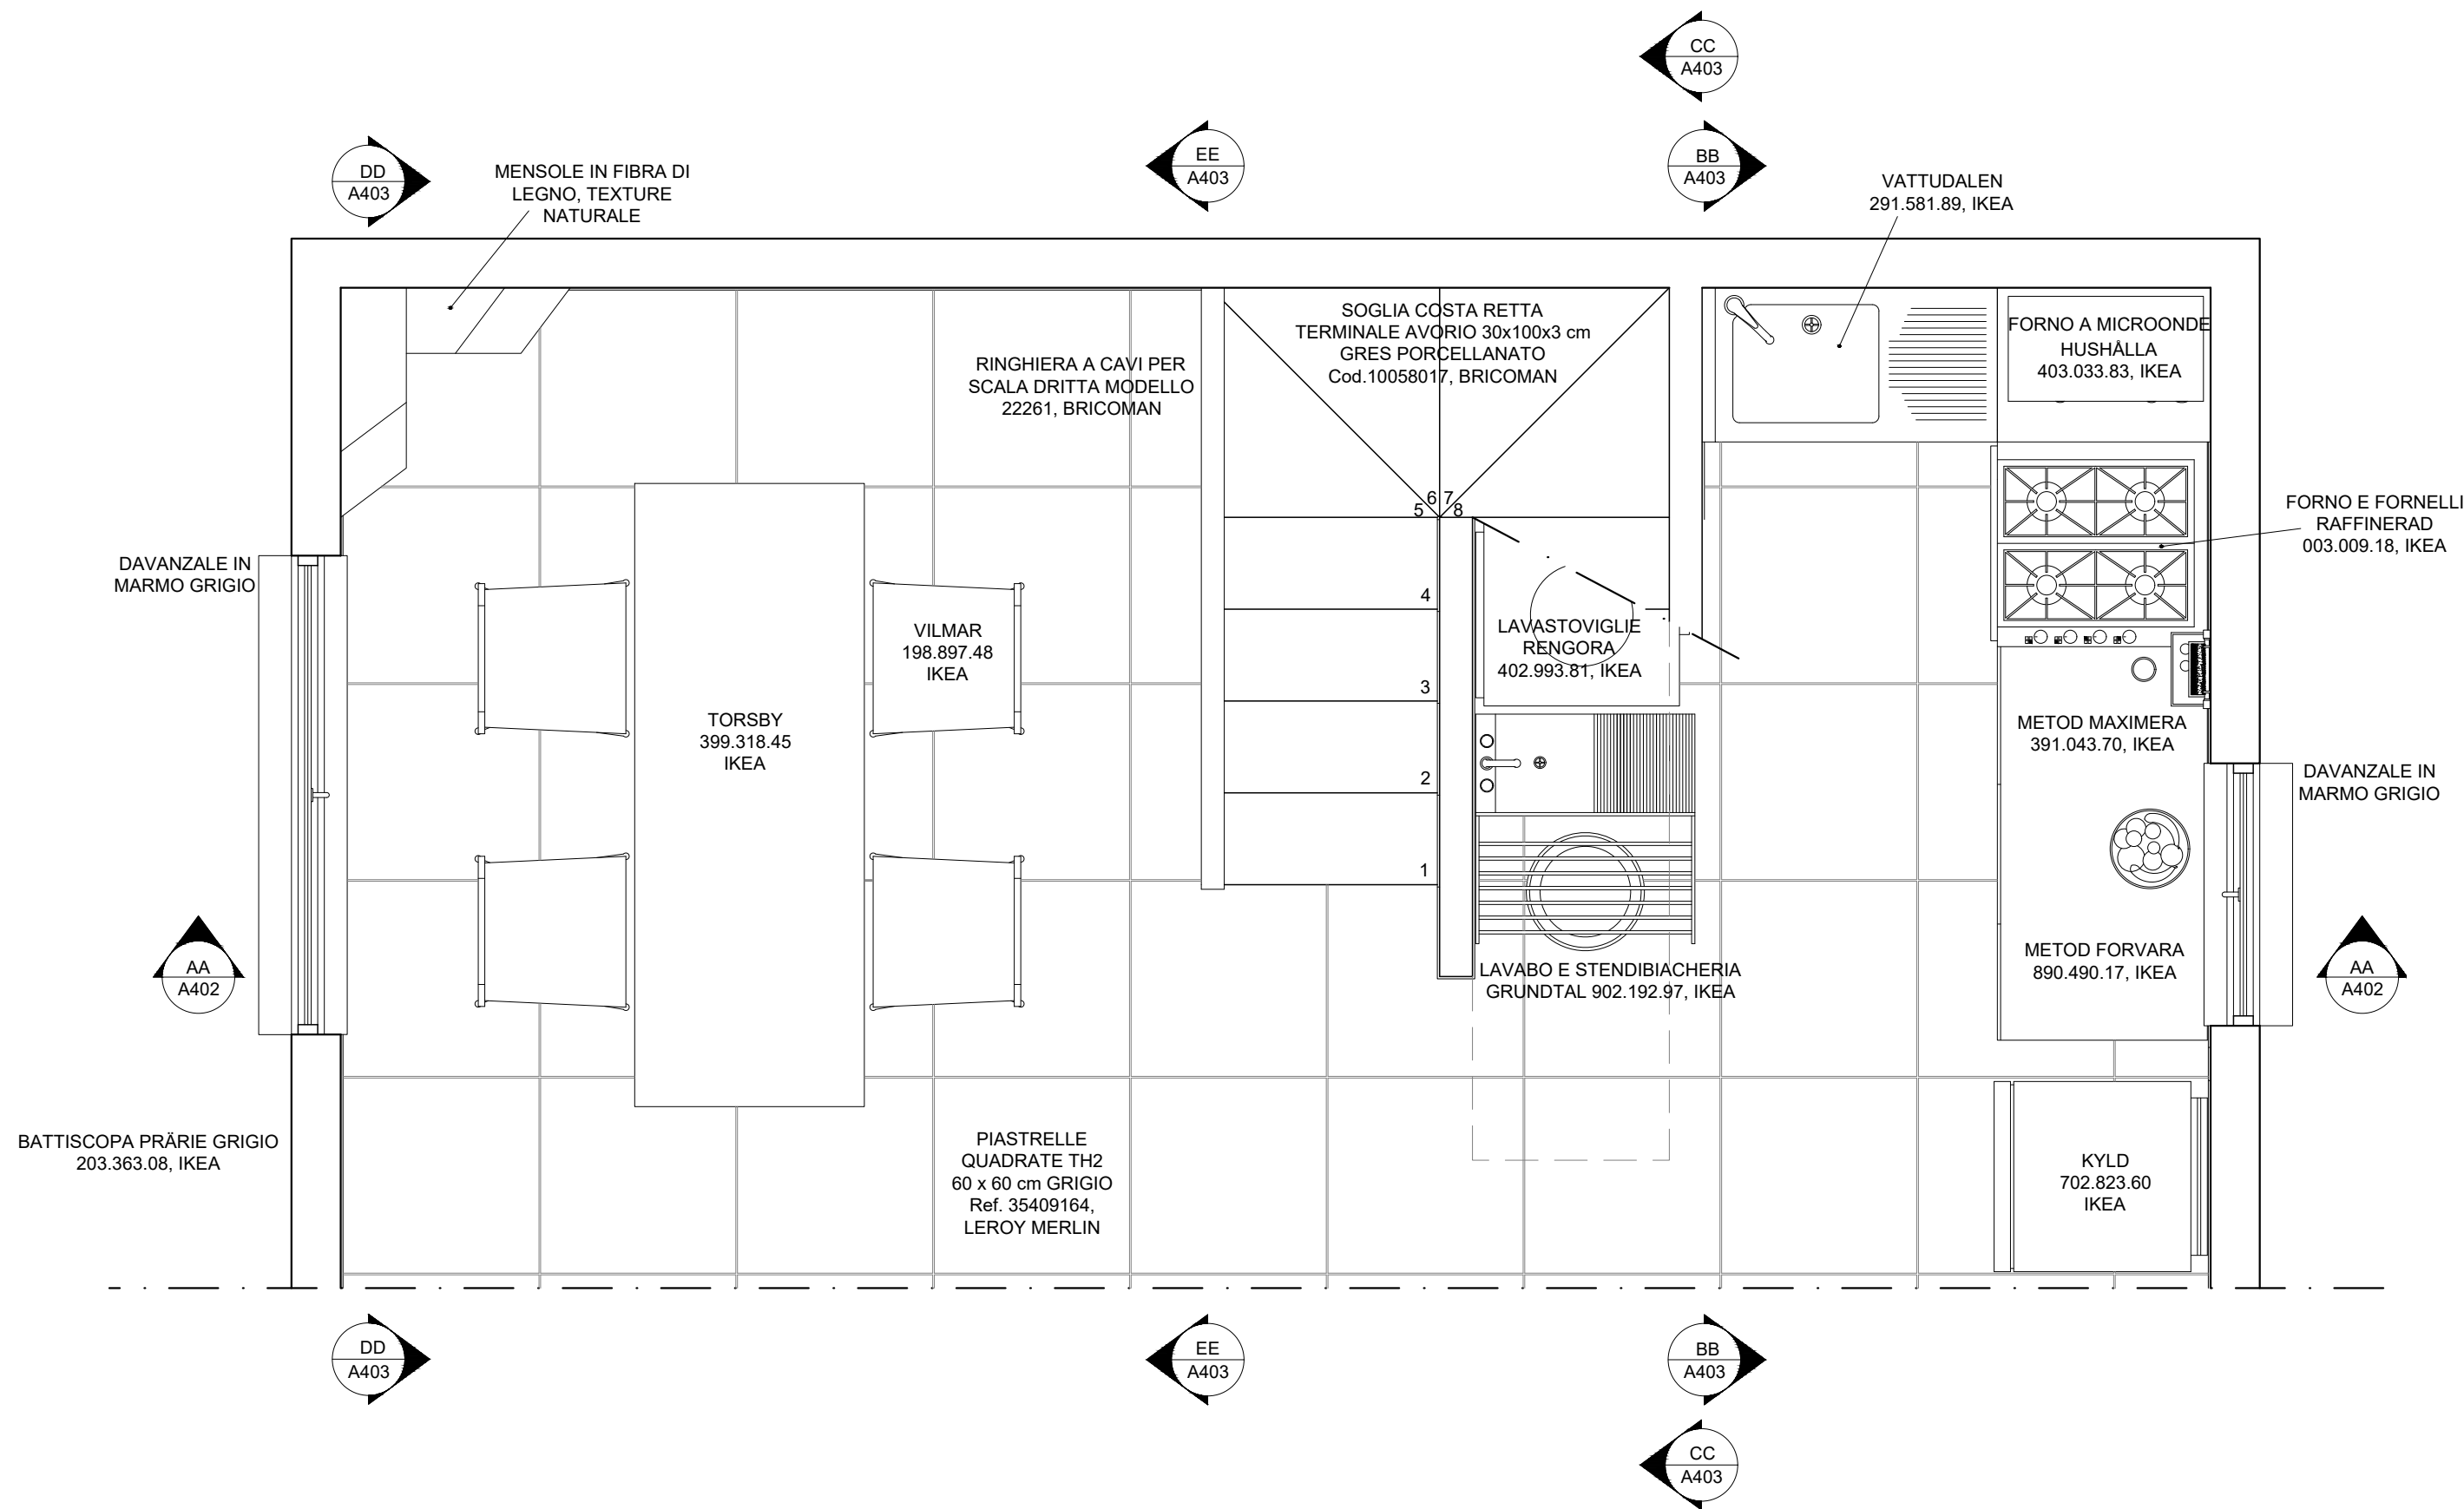 CC
A403
DD
A403
MENSOLE IN FIBRA DI
LEGNO, TEXTURE
NATURALE
EE
A403
BB
A403
VATTUDALEN
291.581.89, IKEA
SOGLIA COSTA RETTA
TERMINALE AVORIO 30x100x3 cm
GRES PORCELLANATO
Cod.10058017, BRICOMAN
FORNO A MICROONDE
HUSHÅLLA
403.033.83, IKEA
RINGHIERA A CAVI PER
SCALA DRITTA MODELLO
22261, BRICOMAN
6 7
5 8
FORNO E FORNELLI
RAFFINERAD
003.009.18, IKEA
DAVANZALE IN
MARMO GRIGIO
4
VILMAR
198.897.48
IKEA
LAVASTOVIGLIE
RENGORA
402.993.81, IKEA
3
TORSBY
399.318.45
IKEA
METOD MAXIMERA
391.043.70, IKEA
2
DAVANZALE IN
MARMO GRIGIO
1
AA
A402
LAVABO E STENDIBIACHERIA
GRUNDTAL 902.192.97, IKEA
METOD FORVARA
890.490.17, IKEA
AA
A402
BATTISCOPA PRÄRIE GRIGIO
203.363.08, IKEA
PIASTRELLE
QUADRATE TH2
60 x 60 cm GRIGIO
Ref. 35409164,
LEROY MERLIN
KYLD
702.823.60
IKEA
DD
A403
EE
A403
BB
A403
CC
A403